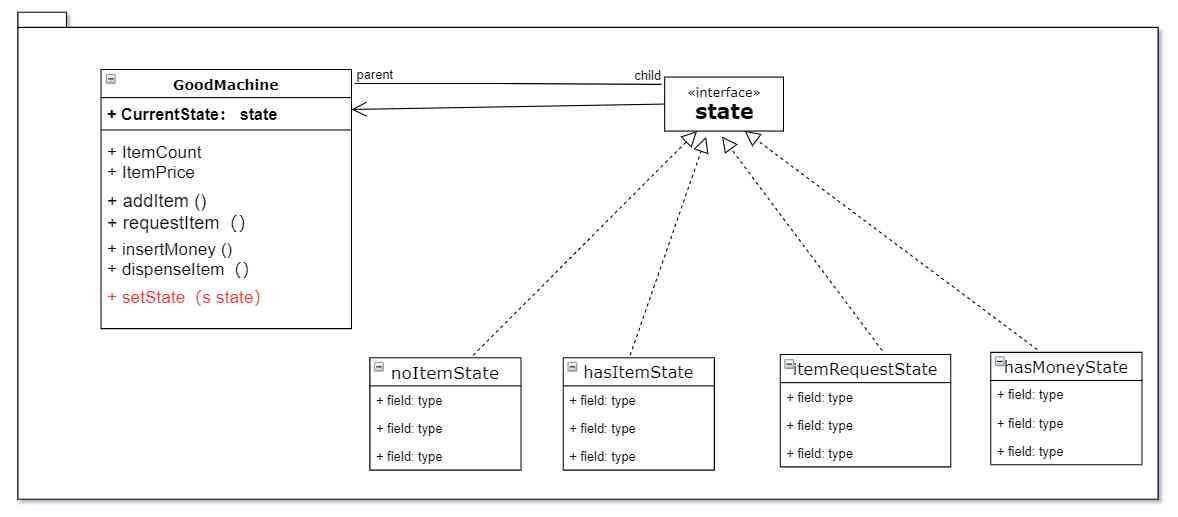 GoodMachine
+ CurrentState： state
+ ItemCount
+ ItemPrice
+ addItem ()
+ requestItem （）
+ insertMoney ()
+ dispenseItem （）
+ setState （s state）
parent
child
«interface»
state
noItemState
+ field: type
+ field: type
+ field: type
hasItemState
+ field: type
+ field: type
+ field: type
itemRequestState
+ field: type
+ field: type
+ field: type
hasMoneyState
+ field: type
+ field: type
+ field: type